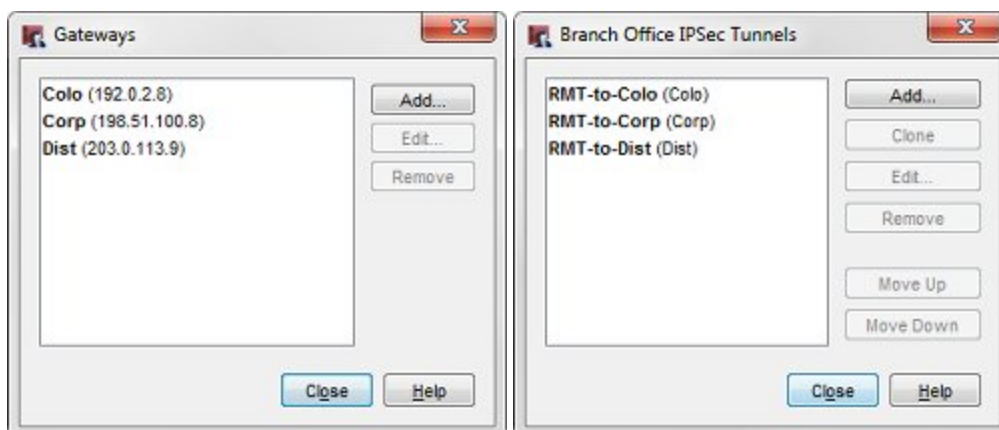 Gateways
Colo (192.0.2.8)
Corp (198.51.100.8)
Dist (203.0.113.9)
Add...
Edit...
Remove
Close
Help
Branch Office IPSec Tunnels
RMT-to-Colo (Colo)
RMT-to-Corp (Corp)
RMT-to-Dist (Dist)
Add...
Clone
Edit...
Remove
Move Up
Move Down
Close
Help